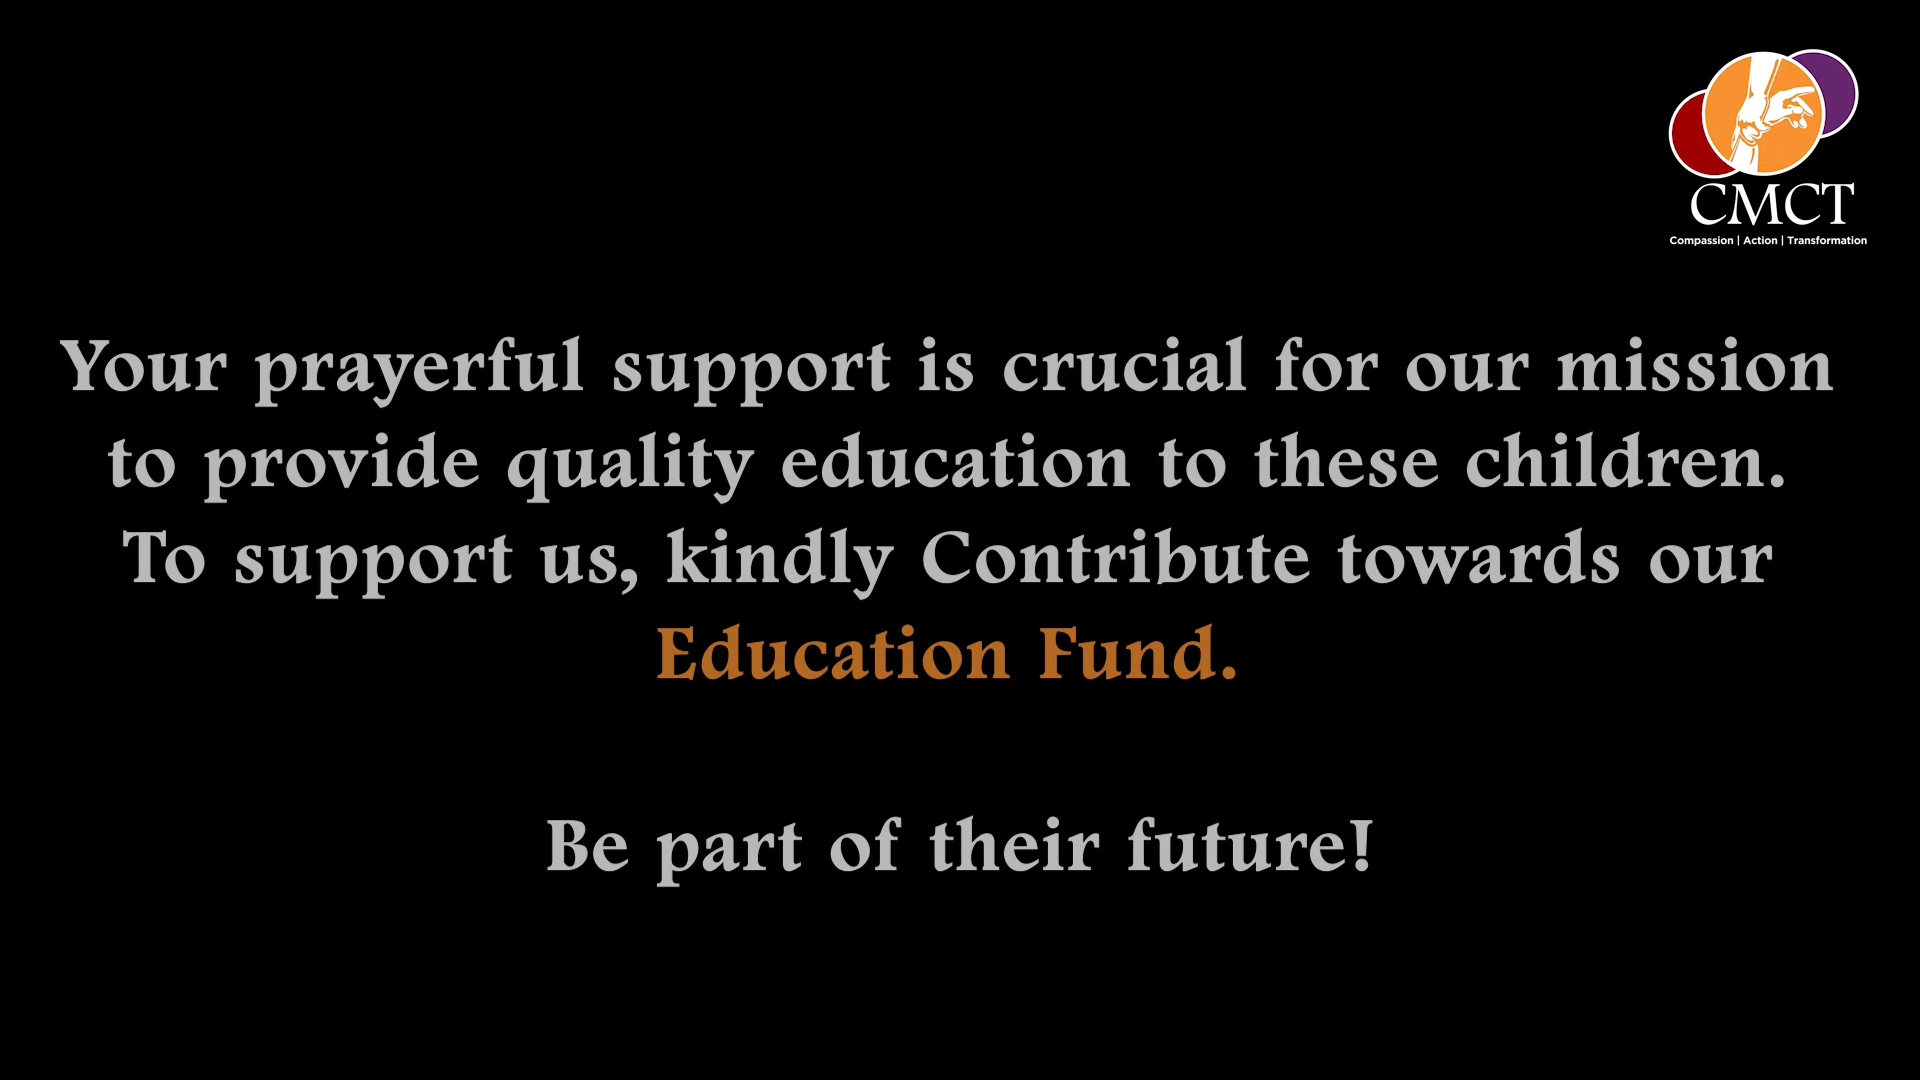 CMCT
Compassion | Action | Transformation
Your prayerful support is crucial for our mission
to provide quality education to these children.
To support us, kindly Contribute towards our
Education Fund.
Be part of their future!